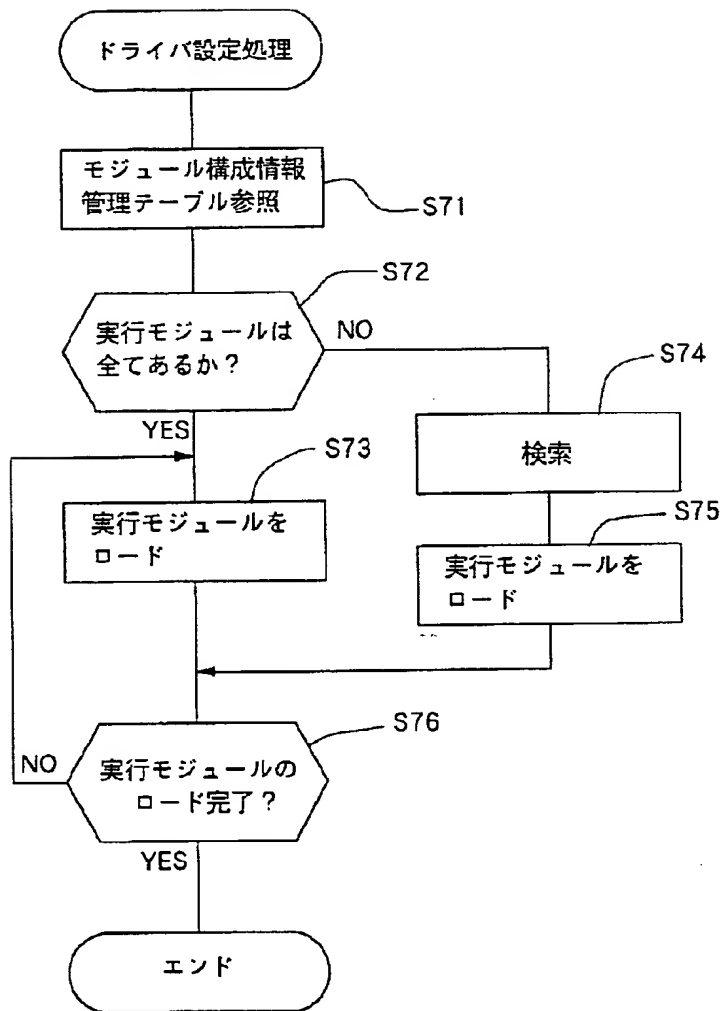 ドライバ設定処理
モジュール構成情報
管理テーブル参照
S71
S72
実行モジュールは
全てあるか？
NO
YES
S74
検索
S73
実行モジュールを
ロード
S75
実行モジュールを
ロード
S76
実行モジュールの
ロード完了？
NO
YES
エンド